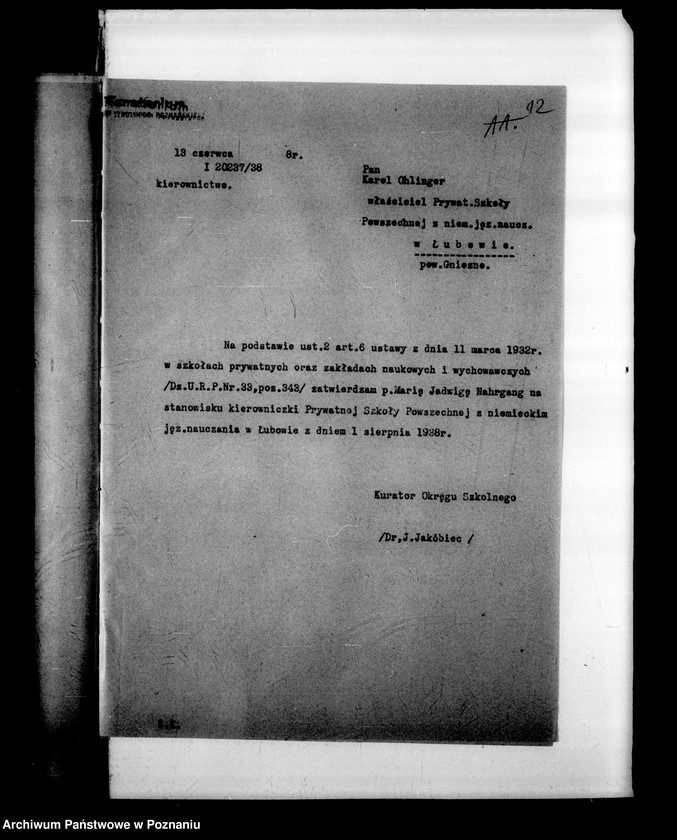 Kuratorium
92
AA.
13 czerwca 8r.
I 20237/38
kierownictwo.
Pan
Karol Ohlinger
właściciel Prywat.Szkoły
Powszechnej z niem.jęz.naucz.
w Łubowie.
pow.Gniezno.
Na podstawie ust.2 art.6 ustawy z dnia 11 marca 1932r.
w szkołach prywatnych oraz zakładach naukowych i wychowawczych
/Dz.U.R.P.Nr.33,poz.343/ zatwierdzam p.Marię Jadwigę Nahrgang na
stanowisku kierowniczki Prywatnej Szkoły Powszechnej z niemieckim
jęz.nauczania w Łubowie z dniem 1 sierpnia 1938r.
Kurator Okręgu Szkolnego
/Dr,J.Jakóbiec /
Archiwum Państwowe w Poznaniu